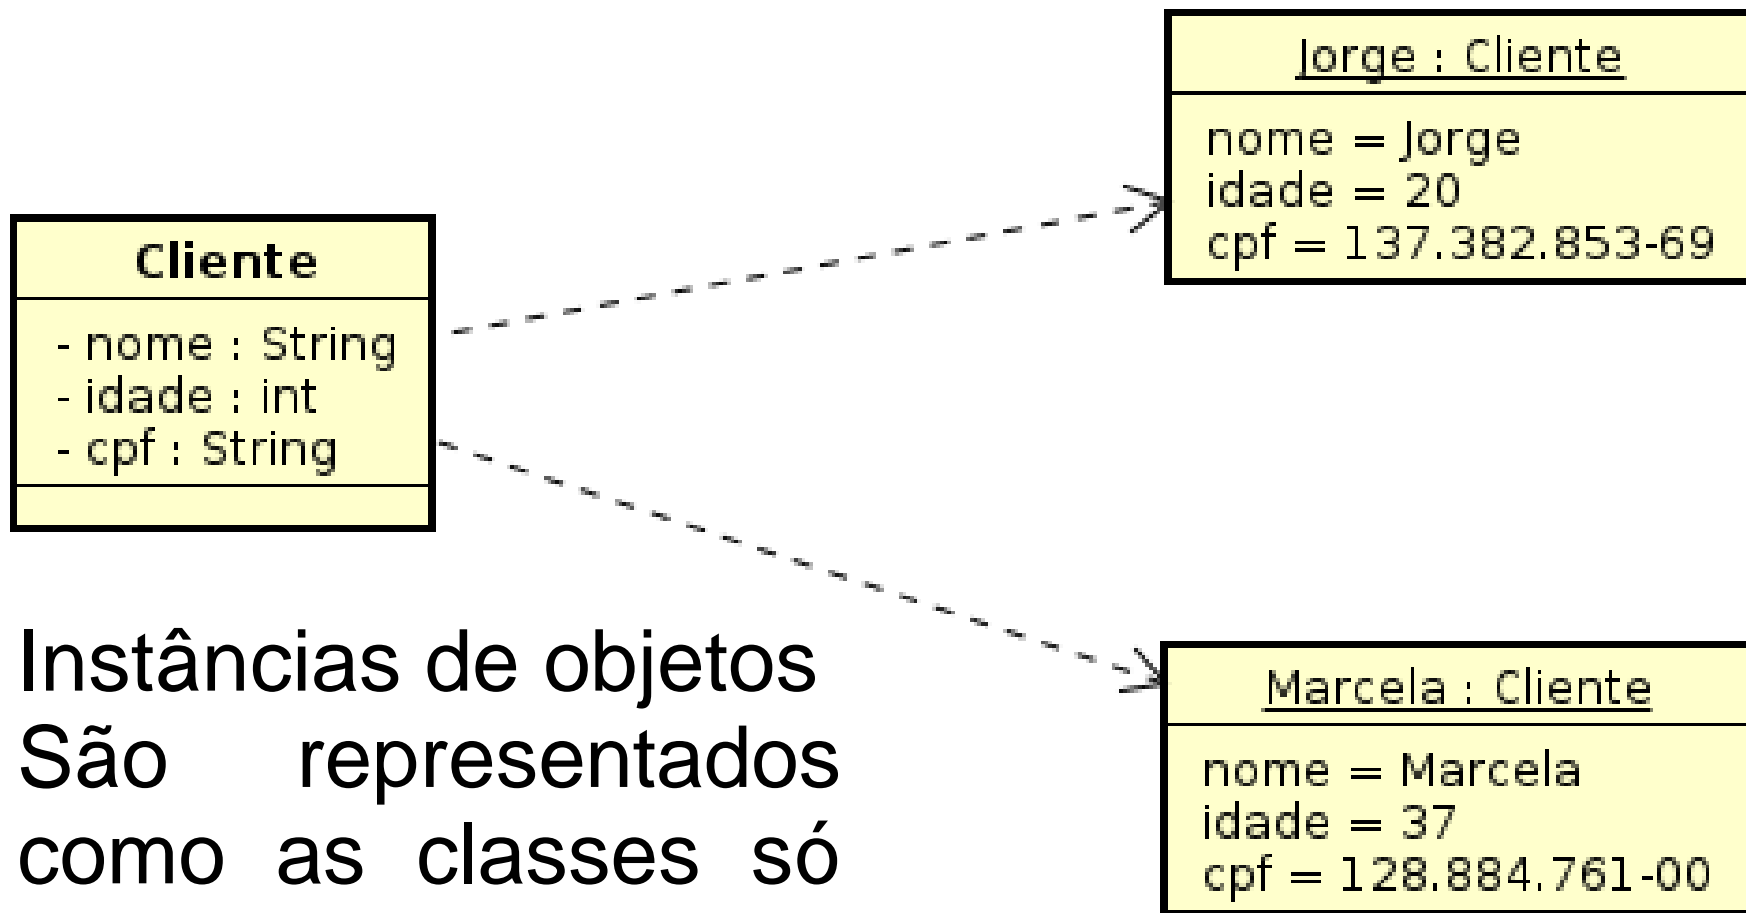 Jorge : Cliente
nome = Jorge
idade = 20
cpf = 137.382.853-69
Cliente
- nome : String
- idade : int
- cpf : String
Instâncias de objetos
São representados
como as classes só
Marcela : Cliente
nome = Marcela
idade = 37
cpf = 128.884.761-00